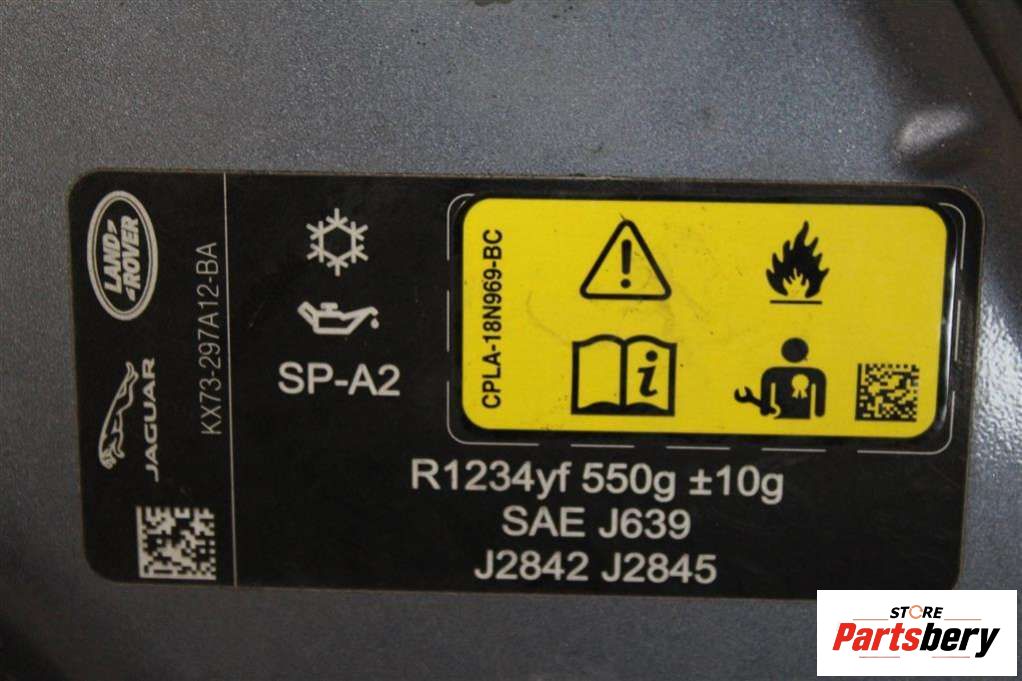 LAND
ROVER
JAGUAR
KX73-297A12-BA
SP-A2
CPLA-18N969-BC
R1234yf 550g ±10g
SAE J639
J2842 J2845
STORE
Partsbery